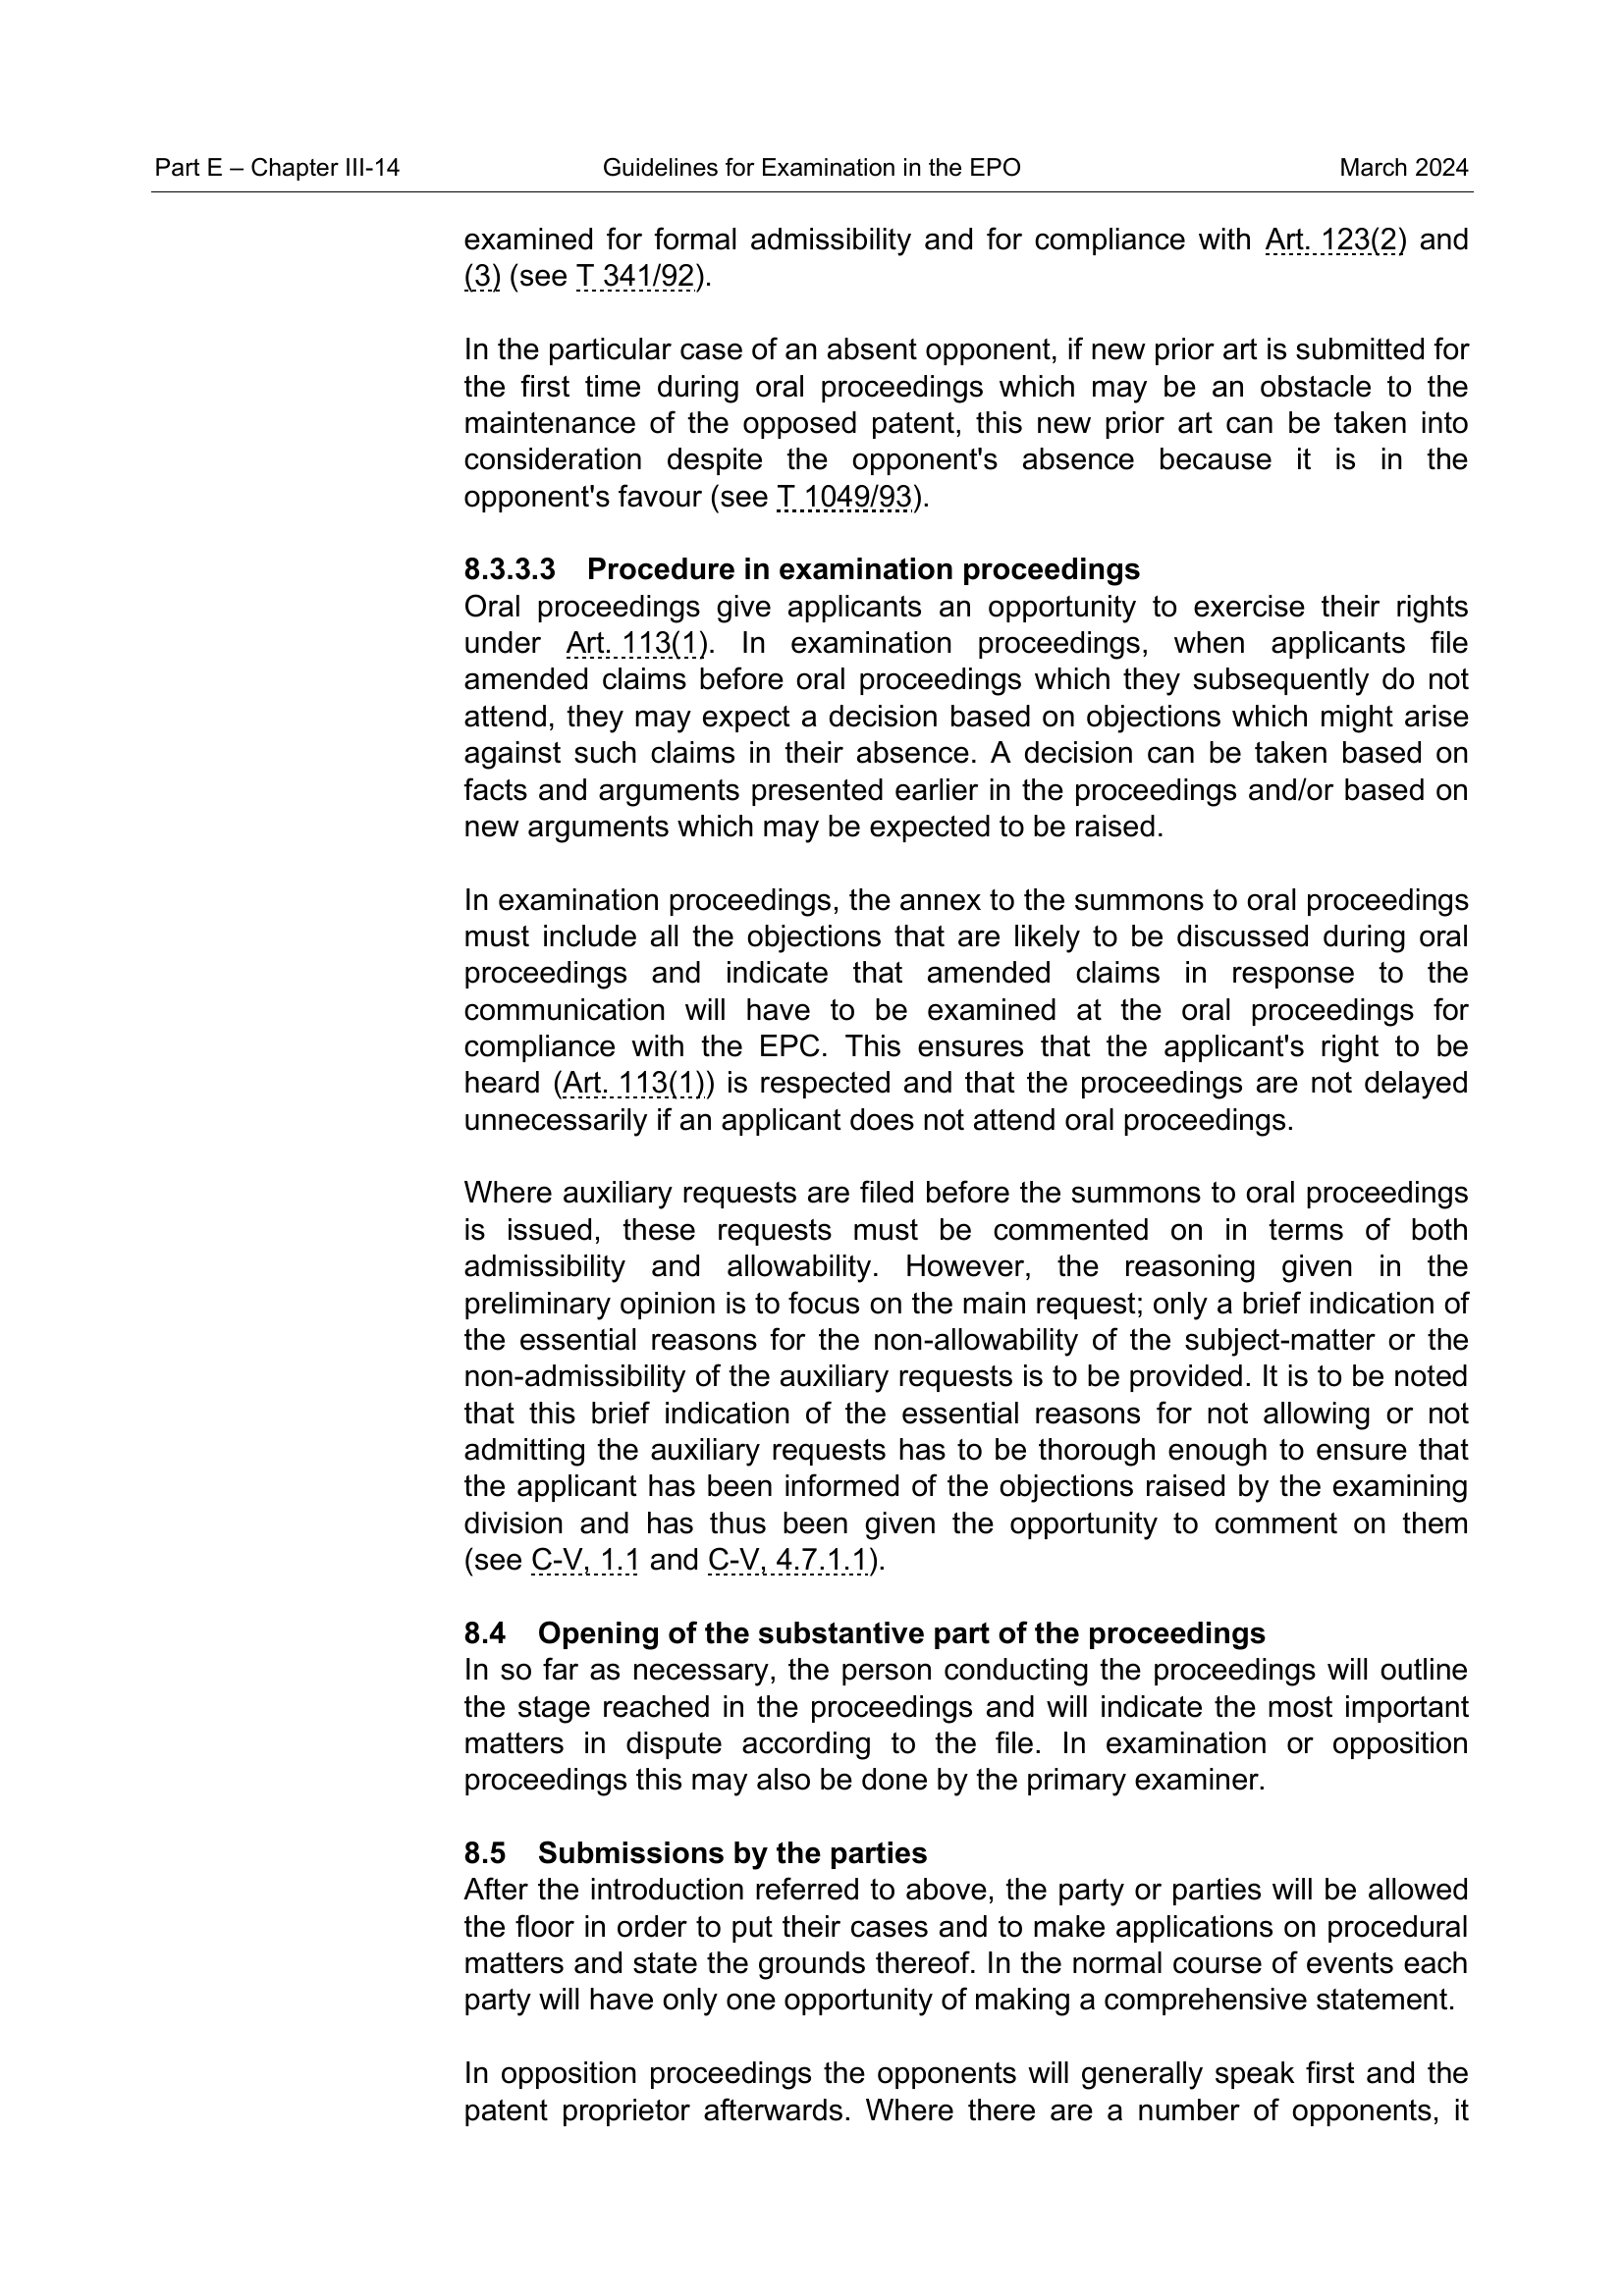 Part E – Chapter III-14 Guidelines for Examination in the EPO March 2024
examined for formal admissibility and for compliance with Art. 123(2) and
(3) (see T 341/92).
In the particular case of an absent opponent, if new prior art is submitted for
the first time during oral proceedings which may be an obstacle to the
maintenance of the opposed patent, this new prior art can be taken into
consideration despite the opponent's absence because it is in the
opponent's favour (see T 1049/93).
8.3.3.3 Procedure in examination proceedings
Oral proceedings give applicants an opportunity to exercise their rights
under Art. 113(1). In examination proceedings, when applicants file
amended claims before oral proceedings which they subsequently do not
attend, they may expect a decision based on objections which might arise
against such claims in their absence. A decision can be taken based on
facts and arguments presented earlier in the proceedings and/or based on
new arguments which may be expected to be raised.
In examination proceedings, the annex to the summons to oral proceedings
must include all the objections that are likely to be discussed during oral
proceedings and indicate that amended claims in response to the
communication will have to be examined at the oral proceedings for
compliance with the EPC. This ensures that the applicant's right to be
heard (Art. 113(1)) is respected and that the proceedings are not delayed
unnecessarily if an applicant does not attend oral proceedings.
Where auxiliary requests are filed before the summons to oral proceedings
is issued, these requests must be commented on in terms of both
admissibility and allowability. However, the reasoning given in the
preliminary opinion is to focus on the main request; only a brief indication of
the essential reasons for the non-allowability of the subject-matter or the
non-admissibility of the auxiliary requests is to be provided. It is to be noted
that this brief indication of the essential reasons for not allowing or not
admitting the auxiliary requests has to be thorough enough to ensure that
the applicant has been informed of the objections raised by the examining
division and has thus been given the opportunity to comment on them
(see C-V, 1.1 and C-V, 4.7.1.1).
8.4 Opening of the substantive part of the proceedings
In so far as necessary, the person conducting the proceedings will outline
the stage reached in the proceedings and will indicate the most important
matters in dispute according to the file. In examination or opposition
proceedings this may also be done by the primary examiner.
8.5 Submissions by the parties
After the introduction referred to above, the party or parties will be allowed
the floor in order to put their cases and to make applications on procedural
matters and state the grounds thereof. In the normal course of events each
party will have only one opportunity of making a comprehensive statement.
In opposition proceedings the opponents will generally speak first and the
patent proprietor afterwards. Where there are a number of opponents, it